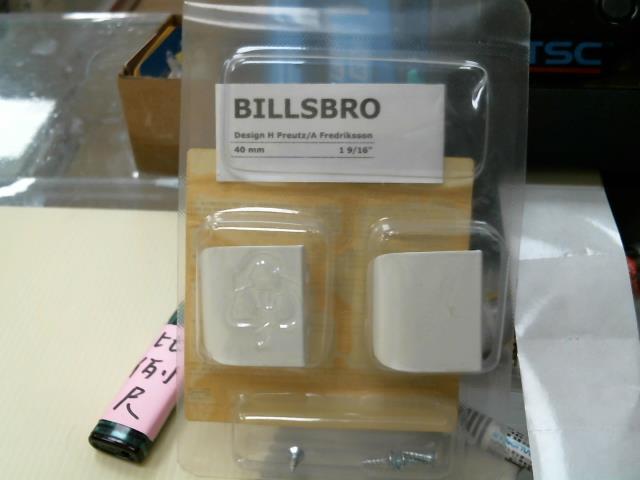 TSC
BILLSBRO
Design H Preutz/A Fredriksson
40 mm 1 9/16"
比
例
尺